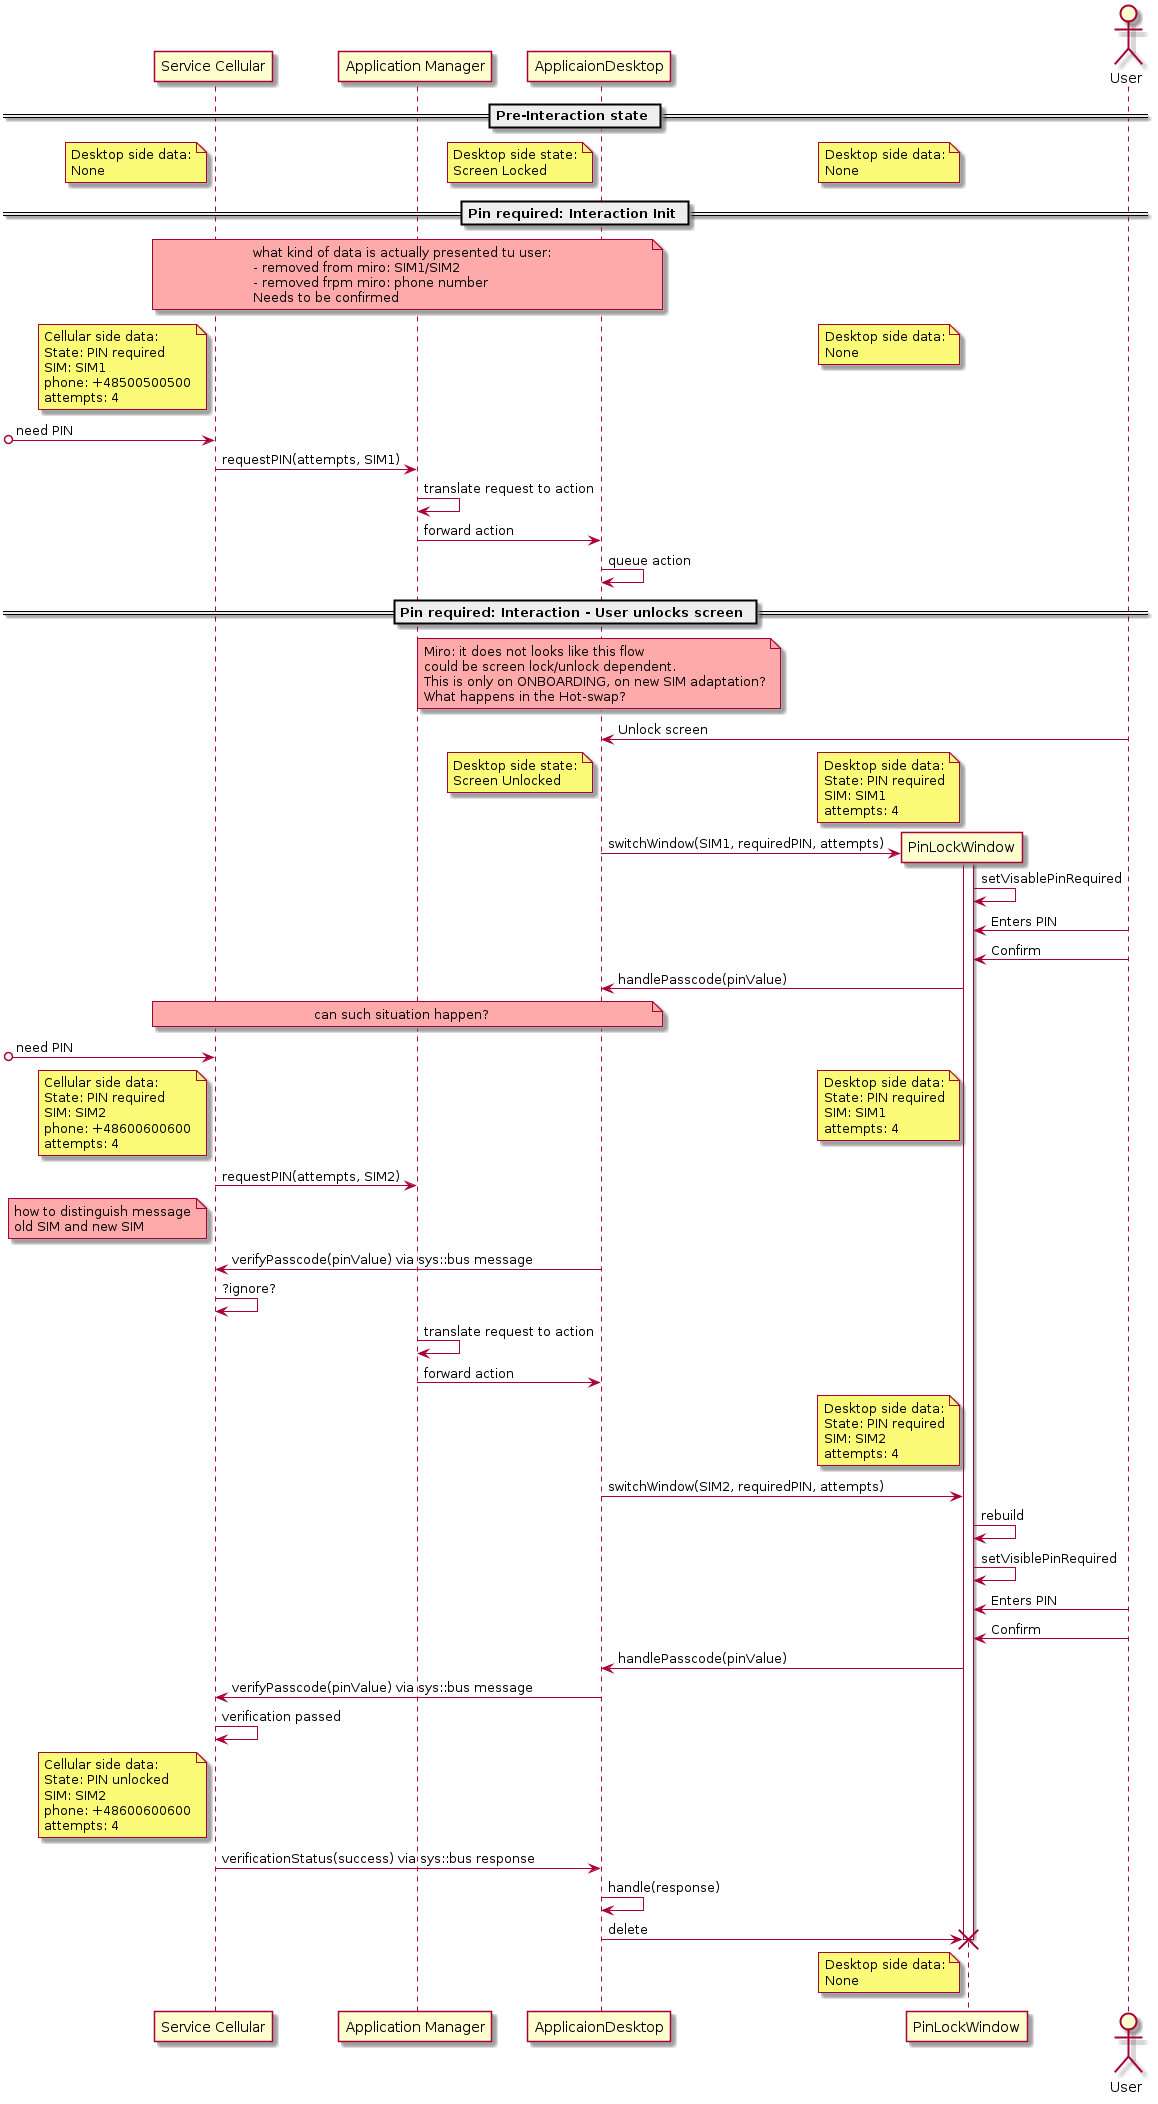 User
Service Cellular
Application Manager
ApplicaionDesktop
Pre-Interaction state
Desktop side data:
None
Desktop side state:
Screen Locked
Desktop side data:
None
Pin required: Interaction Init
what kind of data is actually presented tu user:
- removed from miro: SIM1/SIM2
- removed frpm miro: phone number
Needs to be confirmed
Cellular side data:
State: PIN required
SIM: SIM1
phone: +48500500500
attempts: 4
Desktop side data:
None
need PIN
requestPIN(attempts, SIM1)
translate request to action
forward action
queue action
Pin required: Interaction - User unlocks screen
Miro: it does not looks like this flow
could be screen lock/unlock dependent.
This is only on ONBOARDING, on new SIM adaptation?
What happens in the Hot-swap?
Unlock screen
Desktop side state:
Screen Unlocked
Desktop side data:
State: PIN required
SIM: SIM1
attempts: 4
switchWindow(SIM1, requiredPIN, attempts)
PinLockWindow
setVisablePinRequired
Enters PIN
Confirm
handlePasscode(pinValue)
can such situation happen?
need PIN
Cellular side data:
State: PIN required
SIM: SIM2
phone: +48600600600
attempts: 4
Desktop side data:
State: PIN required
SIM: SIM1
attempts: 4
requestPIN(attempts, SIM2)
how to distinguish message
old SIM and new SIM
verifyPasscode(pinValue) via sys::bus message
?ignore?
translate request to action
forward action
Desktop side data:
State: PIN required
SIM: SIM2
attempts: 4
switchWindow(SIM2, requiredPIN, attempts)
rebuild
setVisiblePinRequired
Enters PIN
Confirm
handlePasscode(pinValue)
verifyPasscode(pinValue) via sys::bus message
verification passed
Cellular side data:
State: PIN unlocked
SIM: SIM2
phone: +48600600600
attempts: 4
verificationStatus(success) via sys::bus response
handle(response)
delete
Desktop side data:
None
Service Cellular
Application Manager
ApplicaionDesktop
PinLockWindow
User